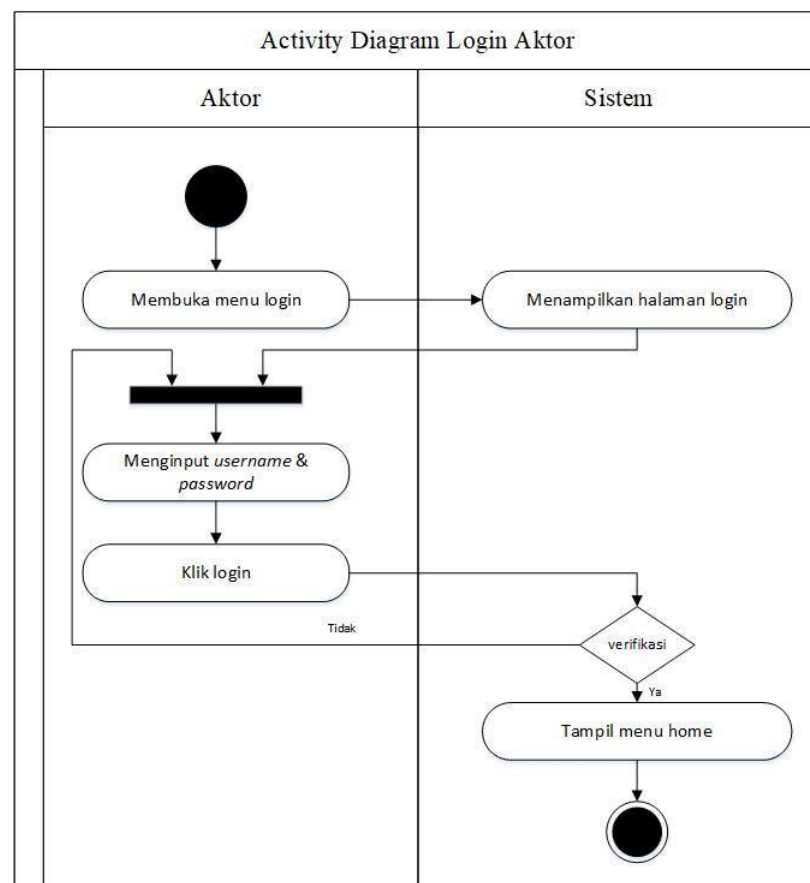 Activity Diagram Login Aktor
Aktor
Sistem
Membuka menu login
Menampilkan halaman login
Menginput username &
password
Klik login
Tidak
verifikasi
Ya
Tampil menu home